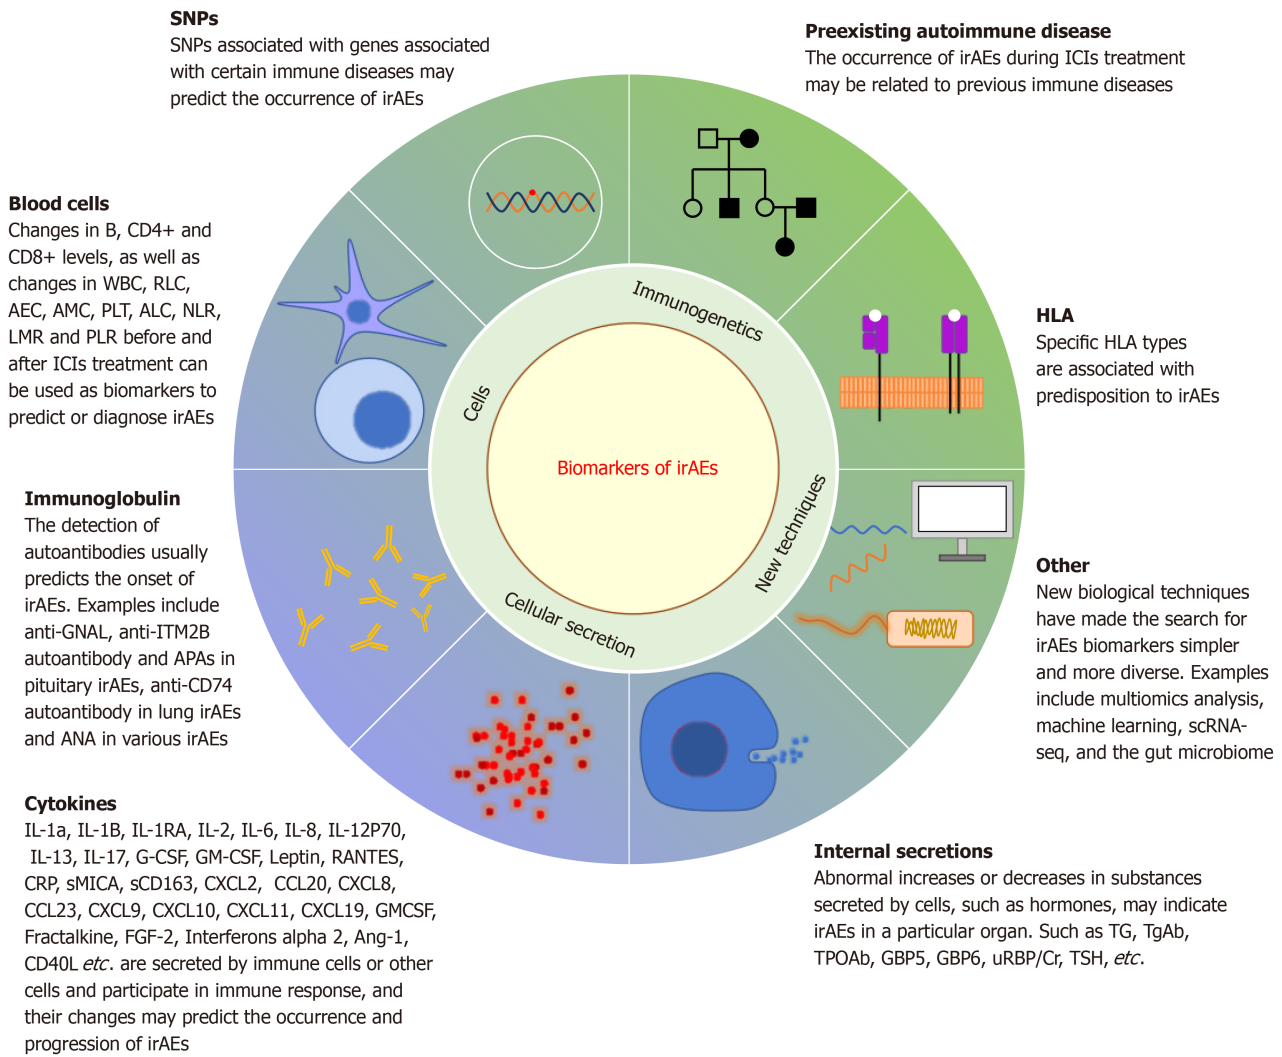 SNPs
SNPs associated with genes associated
with certain immune diseases may
predict the occurrence of irAEs
Preexisting autoimmune disease
The occurrence of irAEs during ICIs treatment
may be related to previous immune diseases
Blood cells
Changes in B, CD4+ and
CD8+ levels, as well as
changes in WBC, RLC,
AEC, AMC, PLT, ALC, NLR,
LMR and PLR before and
after ICIs treatment can
be used as biomarkers to
predict or diagnose irAEs
HLA
Specific HLA types
are associated with
predisposition to irAEs
Immunogenetics
Cells
Biomarkers of irAEs
New techniques
Cellular secretion
Immunoglobulin
The detection of
autoantibodies usually
predicts the onset of
irAEs. Examples include
anti-GNAL, anti-ITM2B
autoantibody and APAs in
pituitary irAEs, anti-CD74
autoantibody in lung irAEs
and ANA in various irAEs
Other
New biological techniques
have made the search for
irAEs biomarkers simpler
and more diverse. Examples
include multiomics analysis,
machine learning, scRNA-
seq, and the gut microbiome
Cytokines
IL-1a, IL-1B, IL-1RA, IL-2, IL-6, IL-8, IL-12P70,
IL-13, IL-17, G-CSF, GM-CSF, Leptin, RANTES,
CRP, sMICA, sCD163, CXCL2, CCL20, CXCL8,
CCL23, CXCL9, CXCL10, CXCL11, CXCL19, GMCSF,
Fractalkine, FGF-2, Interferons alpha 2, Ang-1,
CD40L etc. are secreted by immune cells or other
cells and participate in immune response, and
their changes may predict the occurrence and
progression of irAEs
Internal secretions
Abnormal increases or decreases in substances
secreted by cells, such as hormones, may indicate
irAEs in a particular organ. Such as TG, TgAb,
TPOAb, GBP5, GBP6, uRBP/Cr, TSH, etc.